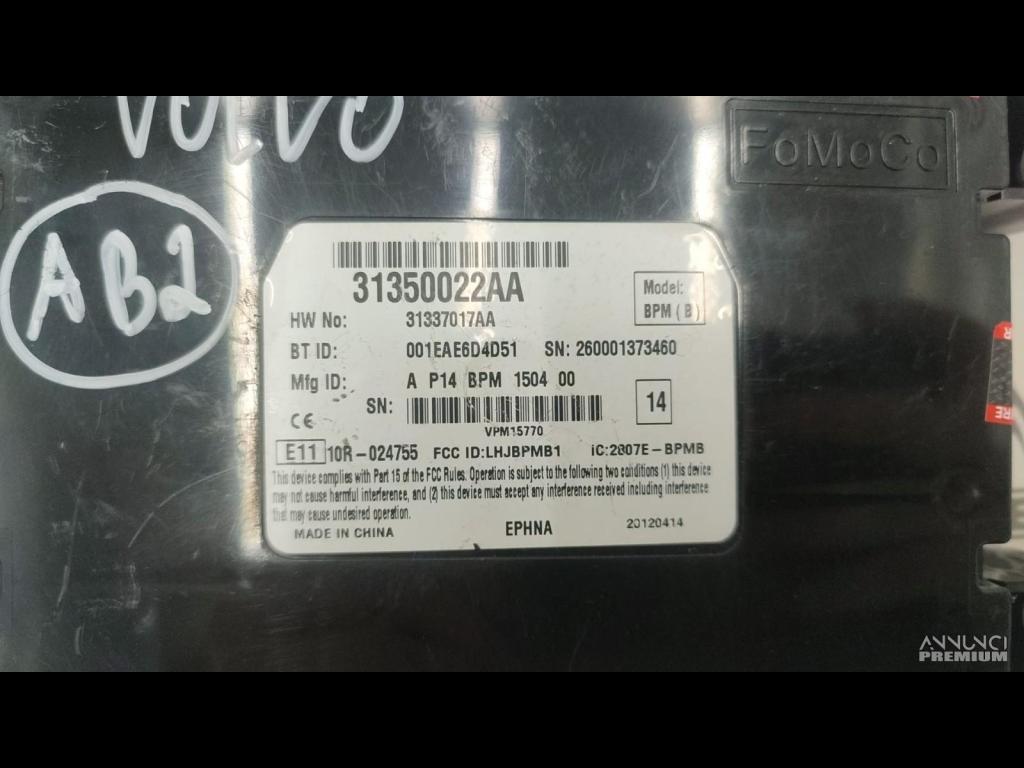 VOLVO
FoMoCo
AB2
31350022AA
Model:
BPM ( B )
HW No: 31337017AA
BT ID: 001EAE6D4D51 SN: 260001373460
Mfg ID: A P14 BPM 1504 00
SN:
14
VPM15770
CE
E11 10R-024755 FCC ID:LHJBPMB1 iC:2807E-BPMB
This device complies with Part 15 of the FCC Rules. Operation is subject to the following two conditions (1) this device
may not cause harmful interference, and (2) this device must accept any interference received including interference
that may cause undesired operation.
MADE IN CHINA EPHNA 20120414
ANNUNCI
PREMIUM